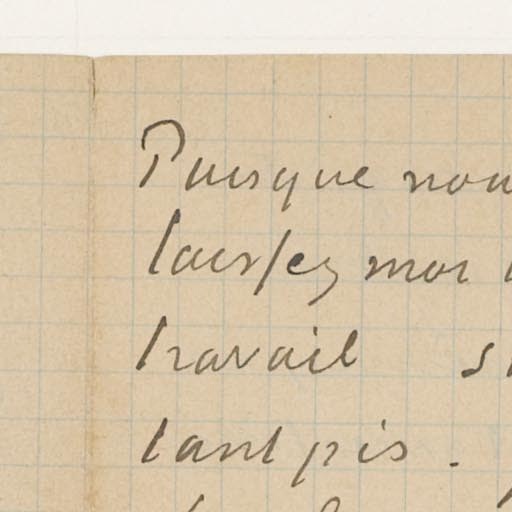 Puisque nou
laissez moi
travail s
tant pis.